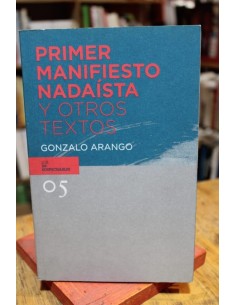 PRIMER
MANIFIESTO
NADAÍSTA
Y OTROS
TEXTOS
GONZALO ARANGO
05